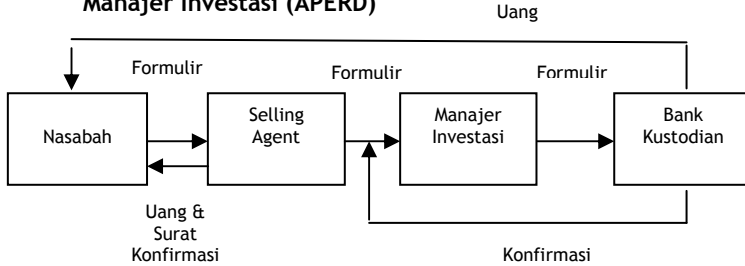 Manajer Investasi (APERD)
Uang
Formulir
Formulir
Formulir
Nasabah
Selling
Agent
Manajer
Investasi
Bank
Kustodian
Uang &
Surat
Konfirmasi
Konfirmasi